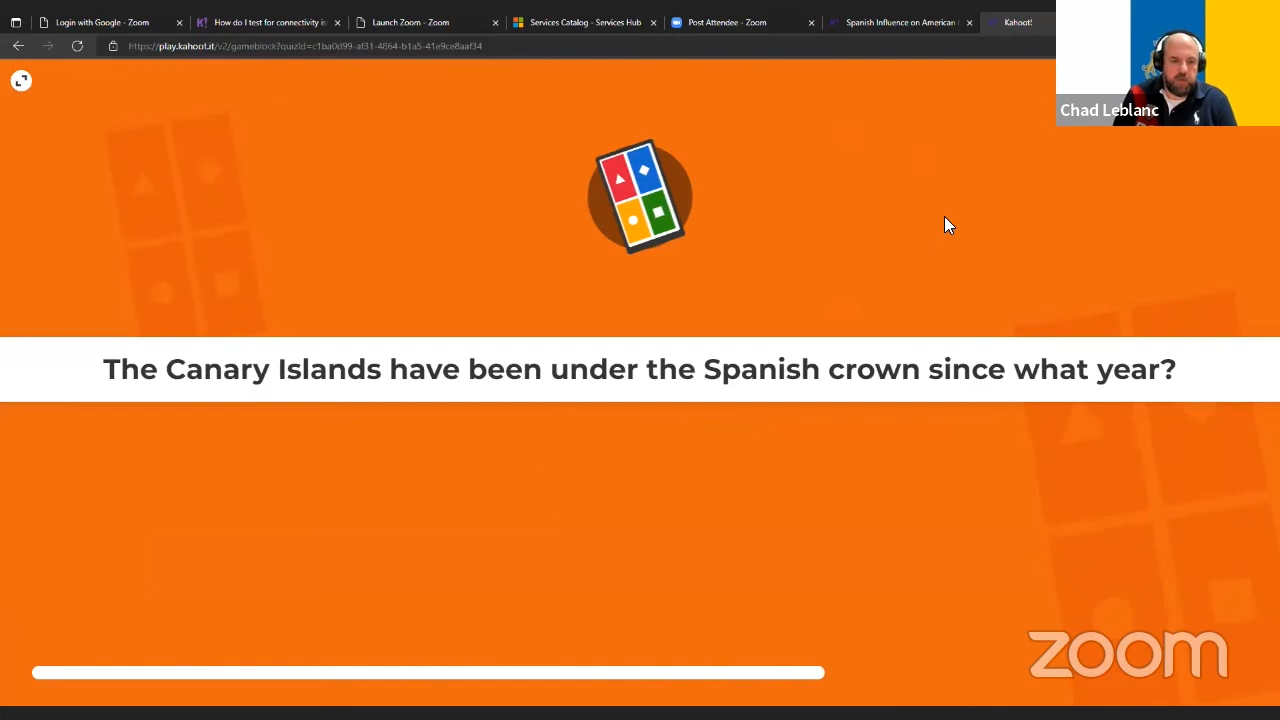 Login with Google - Zoom
How do I test for connectivity is
Launch Zoom - Zoom
Services Catalog - Services Hub
Post Attendee - Zoom
Spanish Influence on American
Kahoot!
https://play.kahoot.it/v2/gameblock?quizId=c1ba0d99-af31-4864-b1a5-41e9ce8aaf34
Chad Leblanc
The Canary Islands have been under the Spanish crown since what year?
zoom